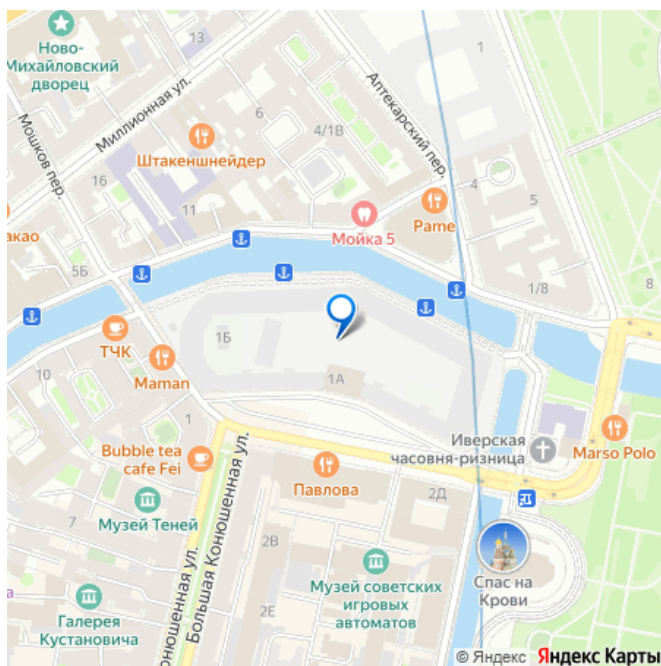 Ново-
Михайловский
дворец
13
1
Миллионная ул.
Аптекарский пер.
Мошков пер.
6
4/1В
Штакеншнейдер
16
11
4
5
Мойка 5
Pame
акао
5Б
1/8
8
ТЧК
1Б
Maman
10
1А
1
Иверская
часовня-ризница
Marso Polo
Bubble tea
cafe Fei
Большая Конюшенная ул.
Павлова
2Д
Музей Теней
7
2В
Спас на
Крови
Музей советских
игровых
автоматов
а
Галерея
Кустановича
2Е
онюшенная ул.
© Яндекс Яндекс Карты